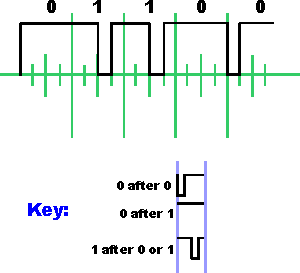 0 1 1 0 0
0 after 0
Key:
0 after 1
1 after 0 or 1